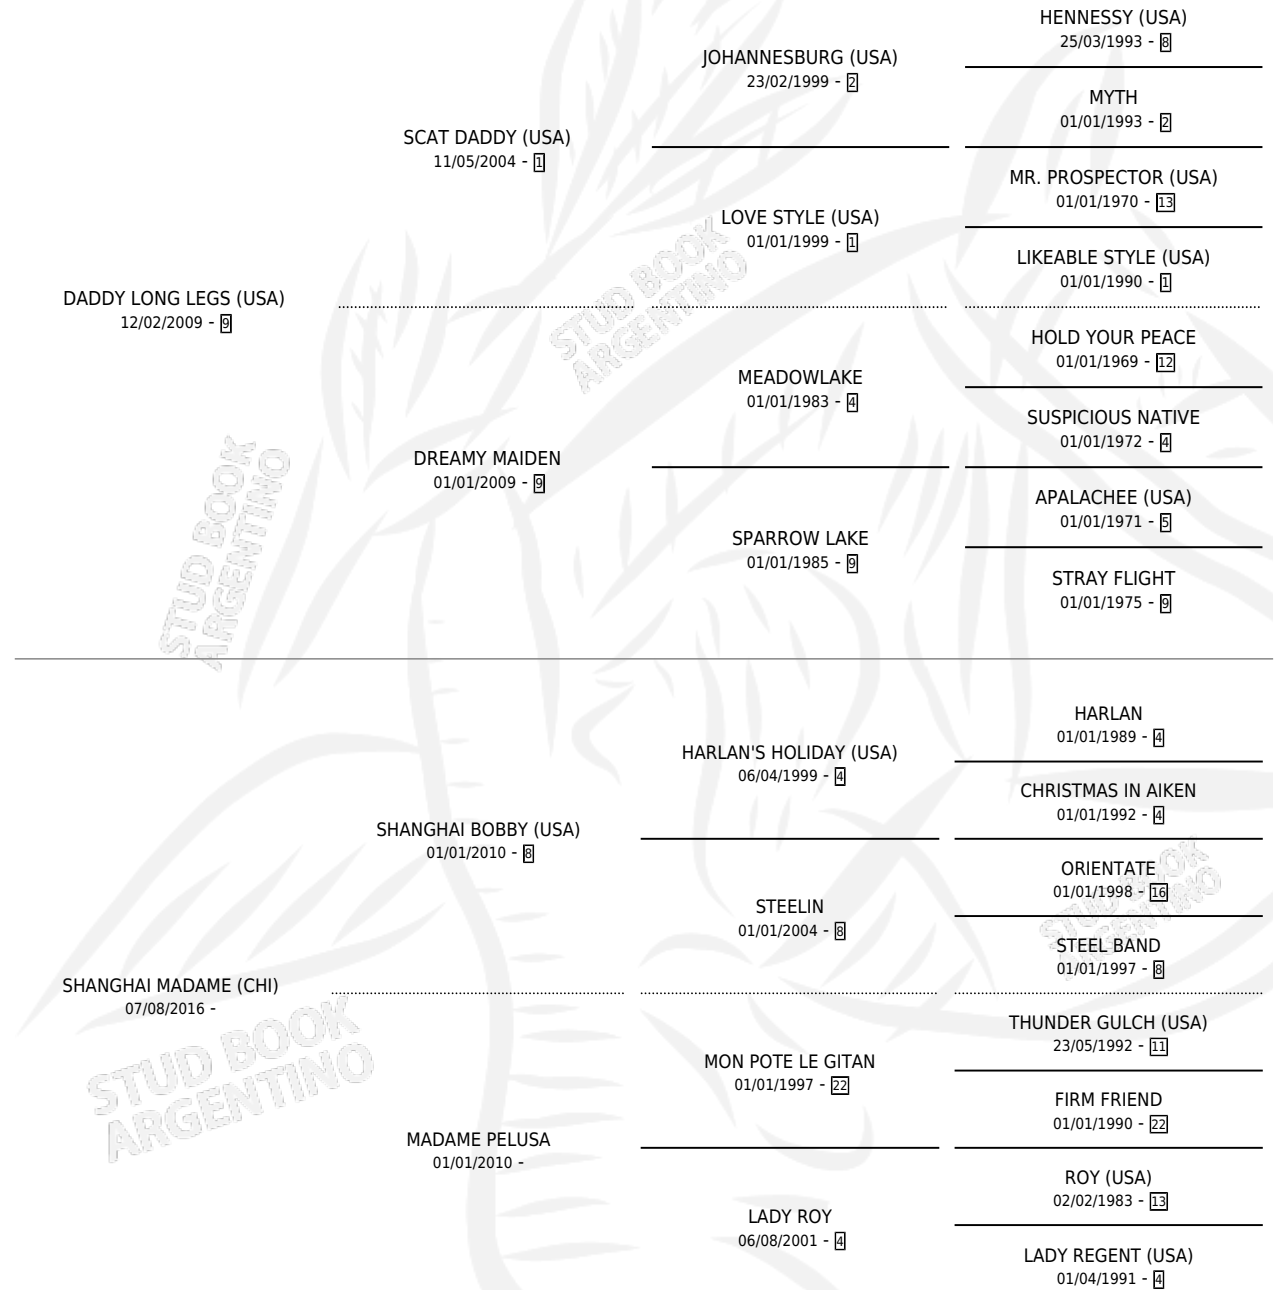 HENNESSY (USA)
25/03/1993 - 8
JOHANNESBURG (USA)
23/02/1999 - 2
MYTH
01/01/1993 - 2
SCAT DADDY (USA)
11/05/2004 - 1
MR. PROSPECTOR (USA)
01/01/1970 - 13
LOVE STYLE (USA)
01/01/1999 - 1
LIKEABLE STYLE (USA)
01/01/1990 - 1
DADDY LONG LEGS (USA)
12/02/2009 - 9
HOLD YOUR PEACE
01/01/1969 - 12
MEADOWLAKE
01/01/1983 - 4
SUSPICIOUS NATIVE
01/01/1972 - 4
DREAMY MAIDEN
01/01/2009 - 9
APALACHEE (USA)
01/01/1971 - 5
SPARROW LAKE
01/01/1985 - 9
STRAY FLIGHT
01/01/1975 - 9
HARLAN
01/01/1989 - 4
HARLAN'S HOLIDAY (USA)
06/04/1999 - 4
CHRISTMAS IN AIKEN
01/01/1992 - 4
SHANGHAI BOBBY (USA)
01/01/2010 - 8
ORIENTATE
01/01/1998 - 16
STEELIN
01/01/2004 - 8
STEEL BAND
01/01/1997 - 8
SHANGHAI MADAME (CHI)
07/08/2016 -
THUNDER GULCH (USA)
23/05/1992 - 11
MON POTE LE GITAN
01/01/1997 - 22
FIRM FRIEND
01/01/1990 - 22
MADAME PELUSA
01/01/2010 -
ROY (USA)
02/02/1983 - 13
LADY ROY
06/08/2001 - 4
LADY REGENT (USA)
01/04/1991 - 4
STUD BOOK
ARGENTINO
STUD BOOK
ARGENTINO
STUD BOOK
ARGENTINO
STUD BOOK
ARGENTINO